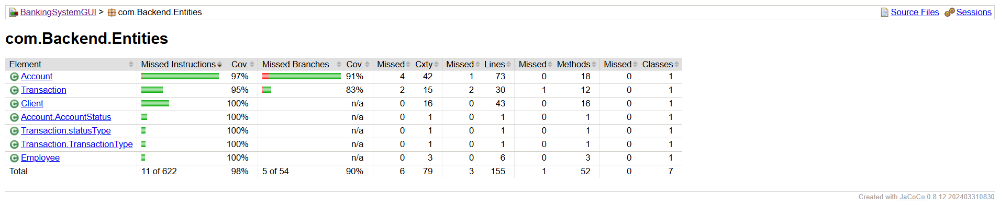 BankingSystemGUI > com.Backend.Entities Source Files Sessions
com.Backend.Entities
Element Missed Instructions Cov. Missed Branches Cov. Missed Cxty Missed Lines Missed Methods Missed Classes
Account 97% 91% 4 42 1 73 0 18 0 1
Transaction 95% 83% 2 15 2 30 1 12 0 1
Client 100% n/a 0 16 0 43 0 16 0 1
Account.AccountStatus 100% n/a 0 1 0 1 0 1 0 1
Transaction.statusType 100% n/a 0 1 0 1 0 1 0 1
Transaction.TransactionType 100% n/a 0 1 0 1 0 1 0 1
Employee 100% n/a 0 3 0 6 0 3 0 1
Total 11 of 622 98% 5 of 54 90% 6 79 3 155 1 52 0 7
Created with JaCoCo 0.8.12.202403310830